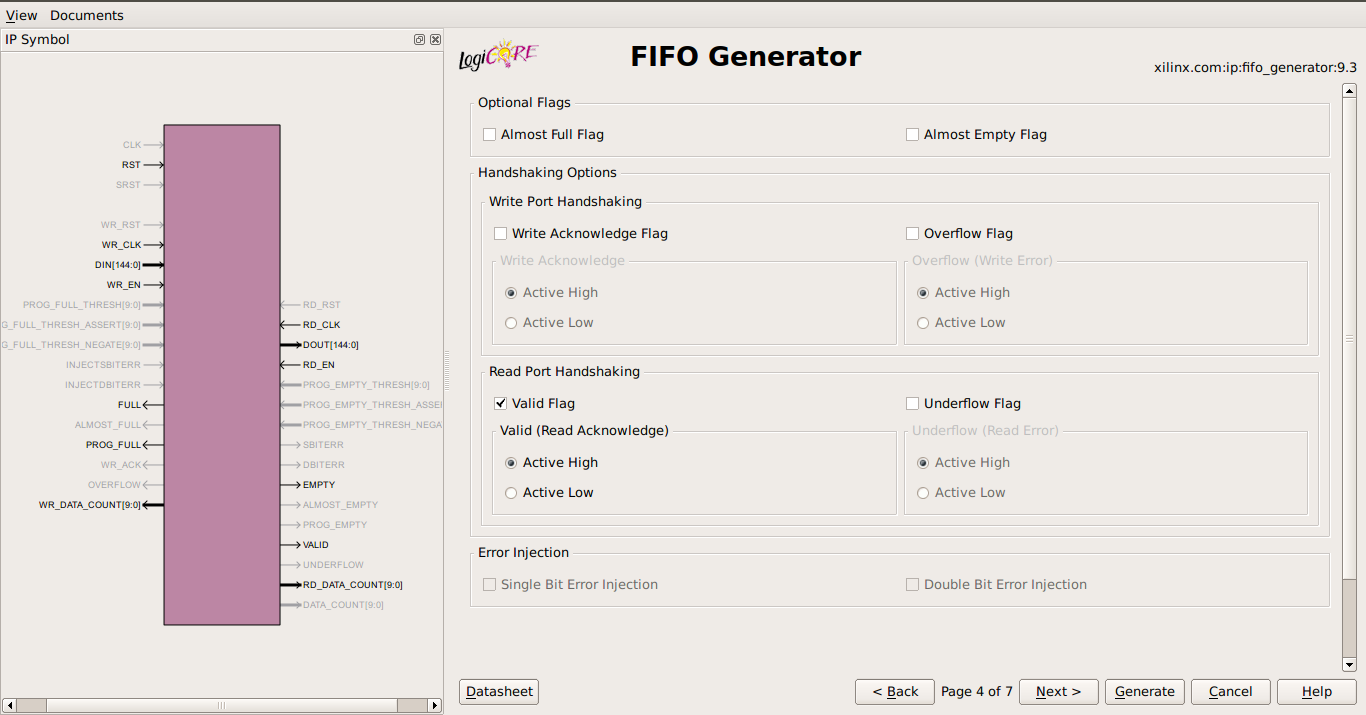 View Documents
IP Symbol
LogiCORE
FIFO Generator
xilinx.com:ip:fifo_generator:9.3
CLK
RST
SRST
WR_RST
WR_CLK
DIN[144:0]
WR_EN
PROG_FULL_THRESH[9:0]
G_FULL_THRESH_ASSERT[9:0]
G_FULL_THRESH_NEGATE[9:0]
INJECTSBITERR
INJECTDBITERR
FULL
ALMOST_FULL
PROG_FULL
WR_ACK
OVERFLOW
WR_DATA_COUNT[9:0]
RD_RST
RD_CLK
DOUT[144:0]
RD_EN
PROG_EMPTY_THRESH[9:0]
PROG_EMPTY_THRESH_ASSE
PROG_EMPTY_THRESH_NEGA
SBITERR
DBITERR
EMPTY
ALMOST_EMPTY
PROG_EMPTY
VALID
UNDERFLOW
RD_DATA_COUNT[9:0]
DATA_COUNT[9:0]
Optional Flags
Almost Full Flag Almost Empty Flag
Handshaking Options
Write Port Handshaking
Write Acknowledge Flag Overflow Flag
Write Acknowledge Overflow (Write Error)
Active High Active High
Active Low Active Low
Read Port Handshaking
Valid Flag Underflow Flag
Valid (Read Acknowledge) Underflow (Read Error)
Active High Active High
Active Low Active Low
Error Injection
Single Bit Error Injection Double Bit Error Injection
Datasheet < Back Page 4 of 7 Next > Generate Cancel Help